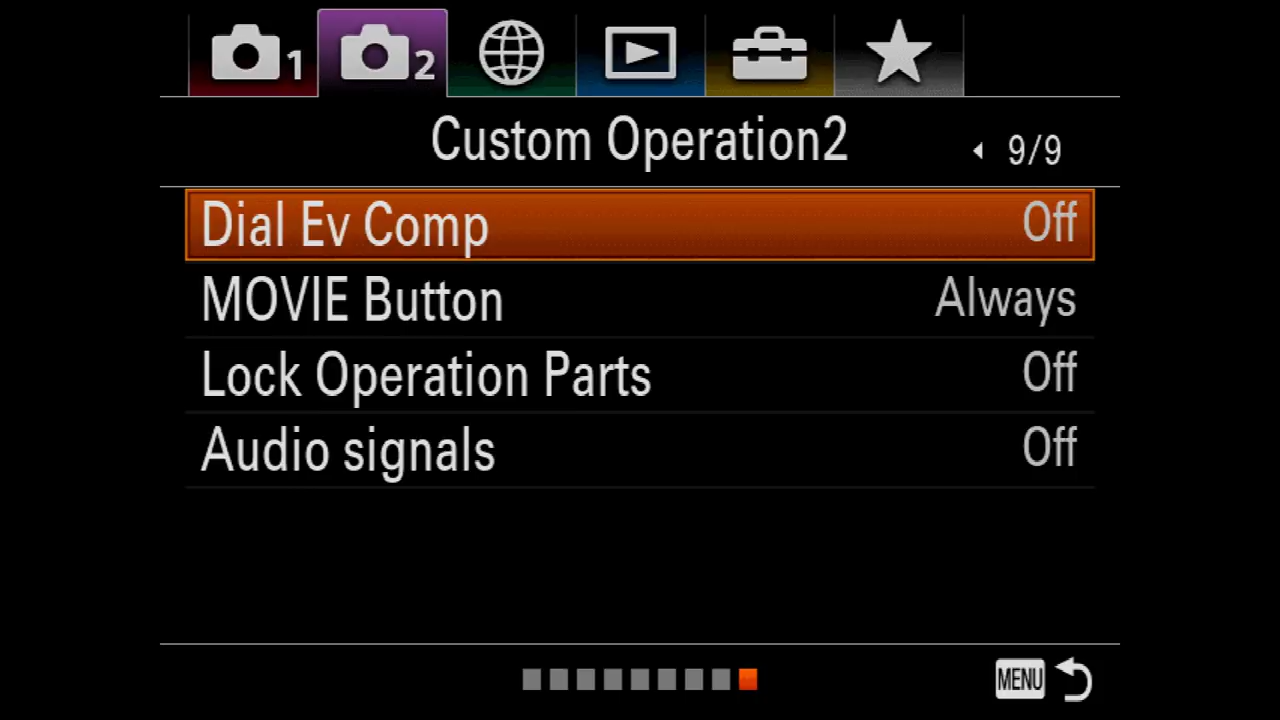 1 2
Custom Operation2 9/9
Dial Ev Comp Off
MOVIE Button Always
Lock Operation Parts Off
Audio signals Off
MENU